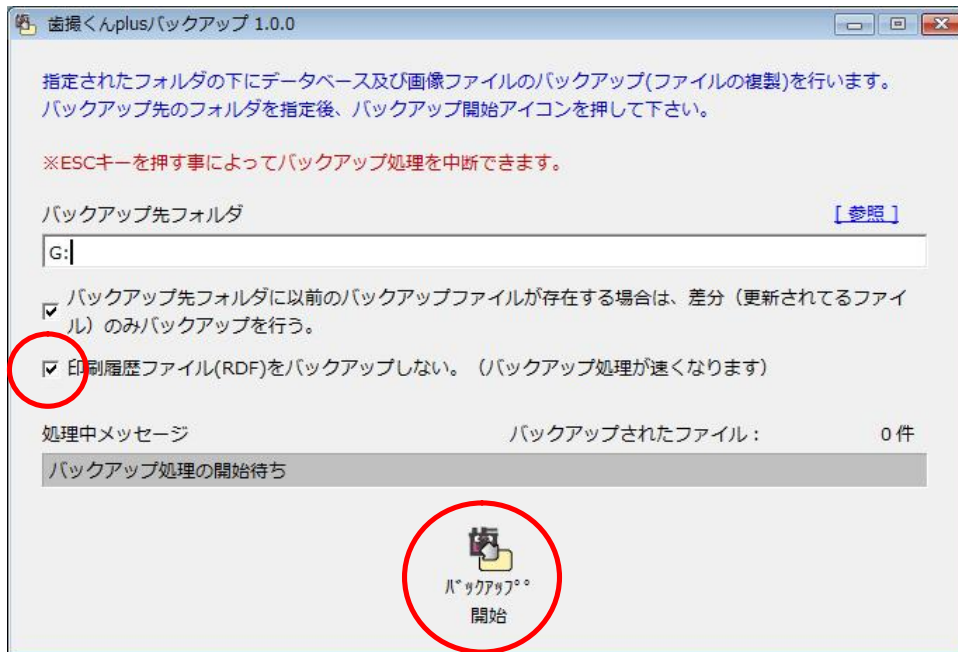 歯撮くんplusバックアップ 1.0.0
指定されたフォルダの下にデータベース及び画像ファイルのバックアップ(ファイルの複製)を行います。
バックアップ先のフォルダを指定後、バックアップ開始アイコンを押して下さい。
※ESCキーを押す事によってバックアップ処理を中断できます。
バックアップ先フォルダ [ 参照 ]
G:
バックアップ先フォルダに以前のバックアップファイルが存在する場合は、差分（更新されてるファイ
ル）のみバックアップを行う。
印刷履歴ファイル(RDF)をバックアップしない。（バックアップ処理が速くなります）
処理中メッセージ バックアップされたファイル： 0 件
バックアップ処理の開始待ち
歯
ﾊﾞｯｸｱｯﾌﾟﾟ
開始